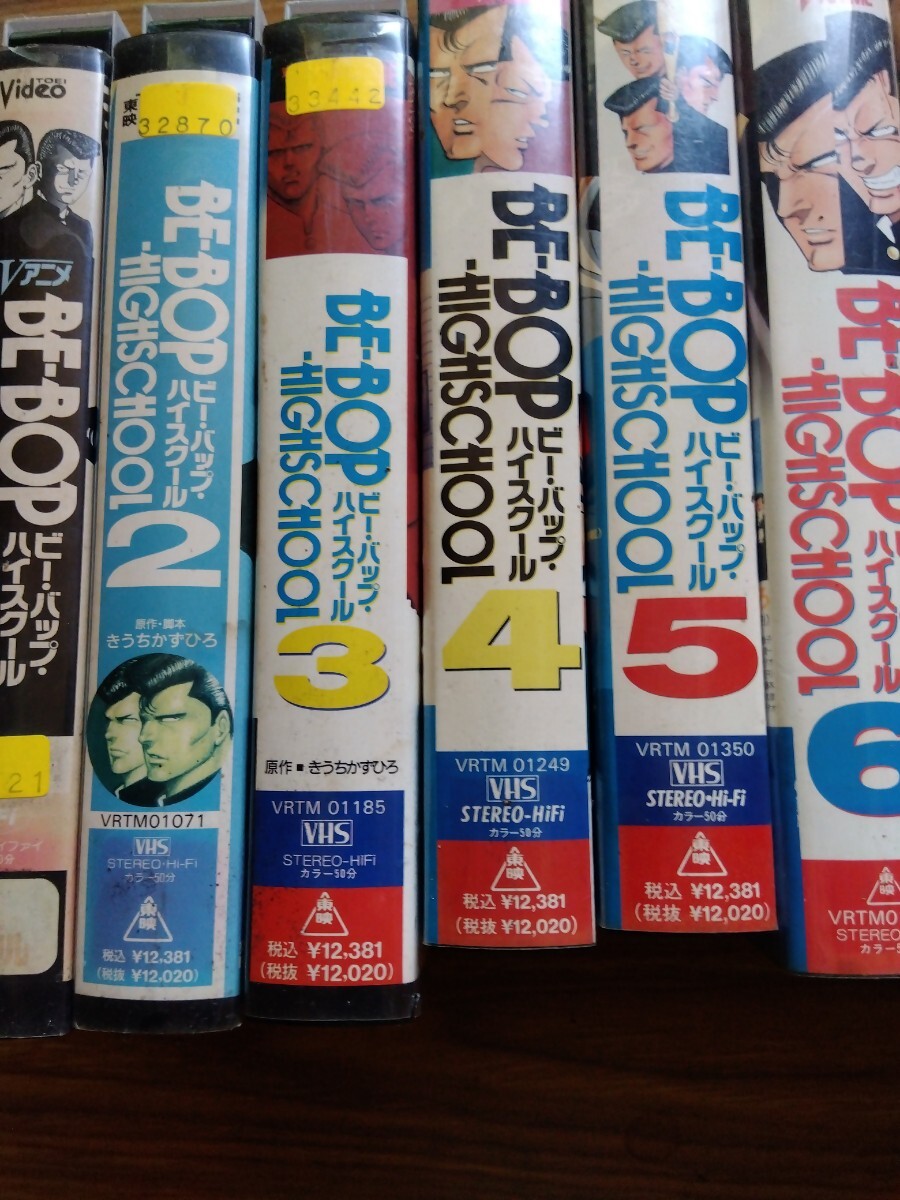 TOEI
Video
Vアニメ
BE-BOP
ビー・バップ・
ハイスクール
21
32870
東映
BE-BOP
-HIGHSCHOOL
ビー・バップ・
ハイスクール
2
原作・脚本
きうちかずひろ
VRTM01071
VHS
STEREO・Hi-Fi
カラー50分
東映
税込 ¥12,381
(税抜 ¥12,020)
33442
BE-BOP
-HIGHSCHOOL
ビー・バップ・
ハイスクール
3
原作■きうちかずひろ
VRTM 01185
VHS
STEREO-HiFi
カラー50分
東映
税込 ¥12,381
(税抜 ¥12,020)
BE-BOP
-HIGHSCHOOL
ビー・バップ・
ハイスクール
4
VRTM 01249
VHS
STEREO-HiFi
カラー50分
東映
税込 ¥12,381
(税抜 ¥12,020)
BE-BOP
-HIGHSCHOOL
ビー・バップ・
ハイスクール
5
VRTM 01350
VHS
STEREO・Hi-Fi
カラー50分
東映
税込 ¥12,381
(税抜 ¥12,020)
BE-BOP
-HIGHSCHOOL
ハイスクール
6
東映